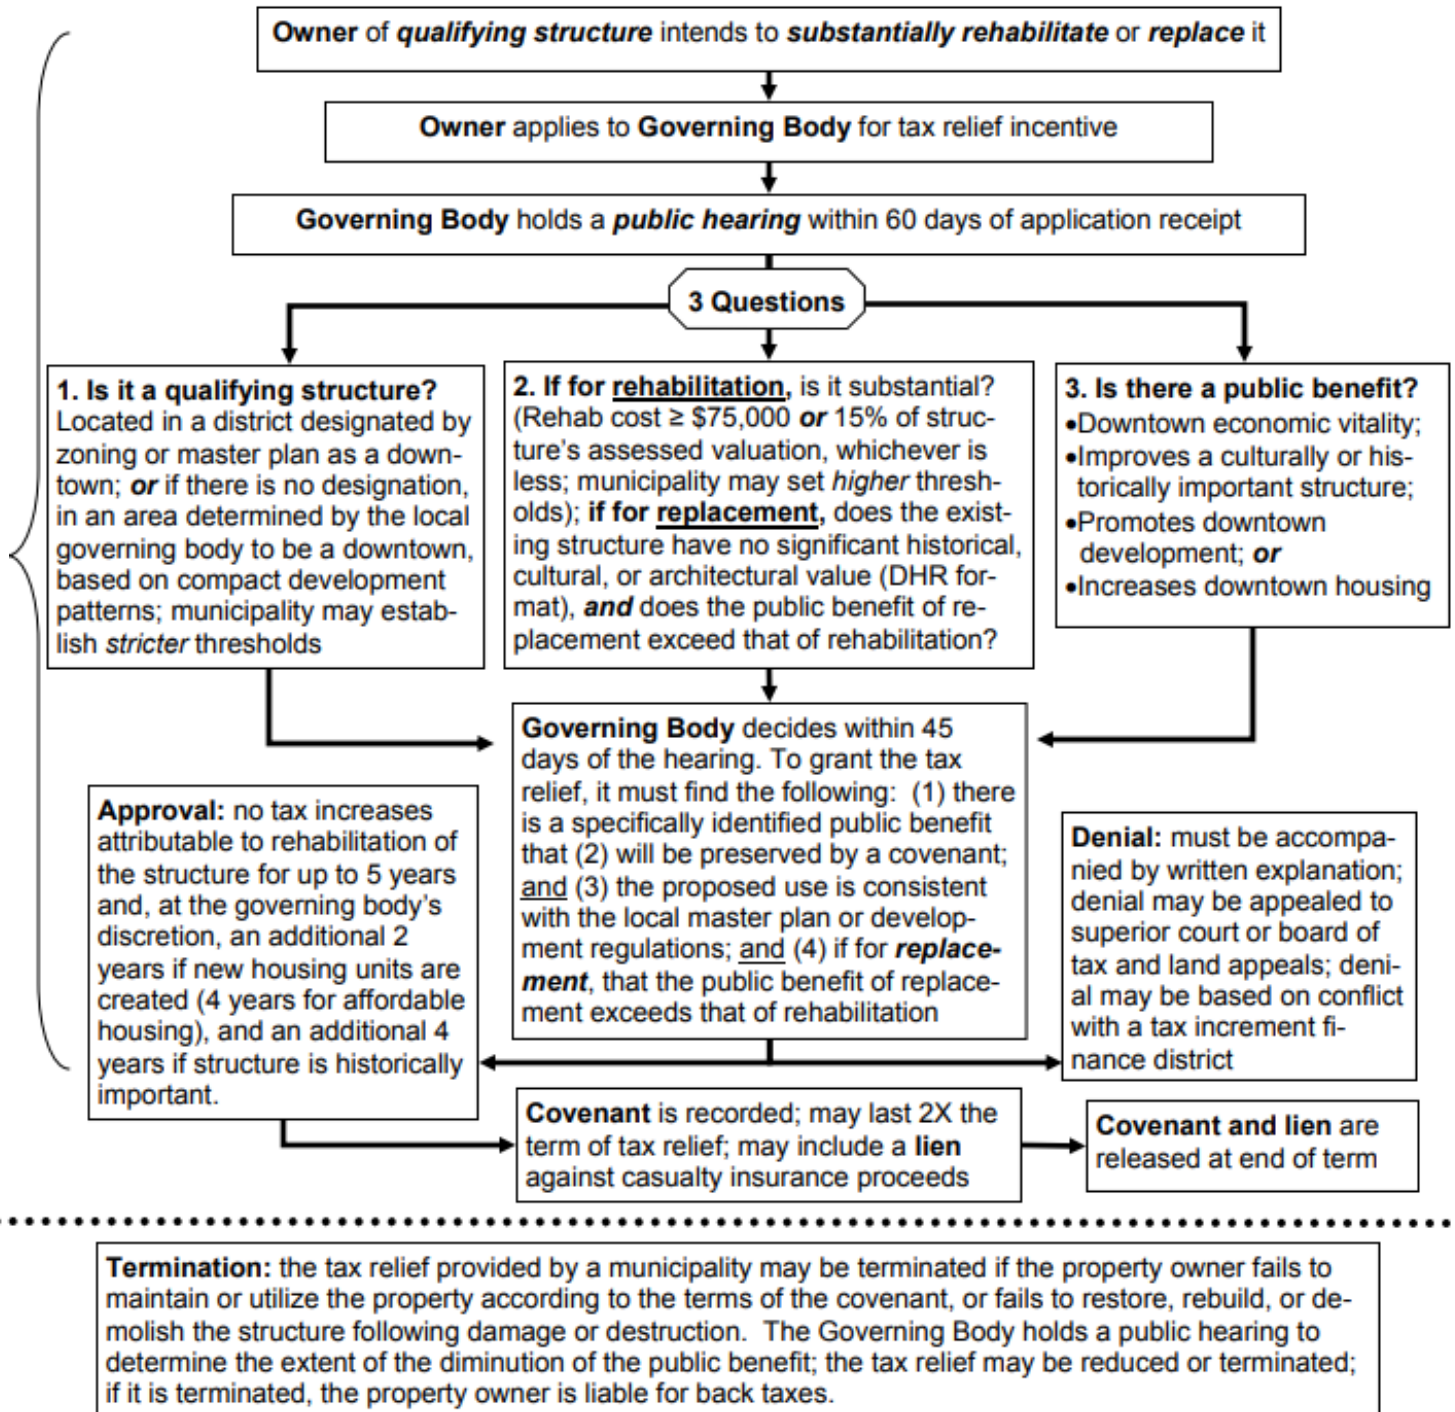 Owner of qualifying structure intends to substantially rehabilitate or replace it
Owner applies to Governing Body for tax relief incentive
Governing Body holds a public hearing within 60 days of application receipt
3 Questions
1. Is it a qualifying structure?
Located in a district designated by
zoning or master plan as a down-
town; or if there is no designation,
in an area determined by the local
governing body to be a downtown,
based on compact development
patterns; municipality may estab-
lish stricter thresholds
2. If for rehabilitation, is it substantial?
(Rehab cost ≥ $75,000 or 15% of struc-
ture's assessed valuation, whichever is
less; municipality may set higher thresh-
olds); if for replacement, does the exist-
ing structure have no significant historical,
cultural, or architectural value (DHR for-
mat), and does the public benefit of re-
placement exceed that of rehabilitation?
3. Is there a public benefit?
•Downtown economic vitality;
•Improves a culturally or his-
torically important structure;
•Promotes downtown
development; or
•Increases downtown housing
Governing Body decides within 45
days of the hearing. To grant the tax
relief, it must find the following: (1) there
is a specifically identified public benefit
that (2) will be preserved by a covenant;
and (3) the proposed use is consistent
with the local master plan or develop-
ment regulations; and (4) if for replace-
ment, that the public benefit of replace-
ment exceeds that of rehabilitation
Approval: no tax increases
attributable to rehabilitation of
the structure for up to 5 years
and, at the governing body's
discretion, an additional 2
years if new housing units are
created (4 years for affordable
housing), and an additional 4
years if structure is historically
important.
Denial: must be accompa-
nied by written explanation;
denial may be appealed to
superior court or board of
tax and land appeals; deni-
al may be based on conflict
with a tax increment fi-
nance district
Covenant is recorded; may last 2X the
term of tax relief; may include a lien
against casualty insurance proceeds
Covenant and lien are
released at end of term
Termination: the tax relief provided by a municipality may be terminated if the property owner fails to
maintain or utilize the property according to the terms of the covenant, or fails to restore, rebuild, or de-
molish the structure following damage or destruction. The Governing Body holds a public hearing to
determine the extent of the diminution of the public benefit; the tax relief may be reduced or terminated;
if it is terminated, the property owner is liable for back taxes.